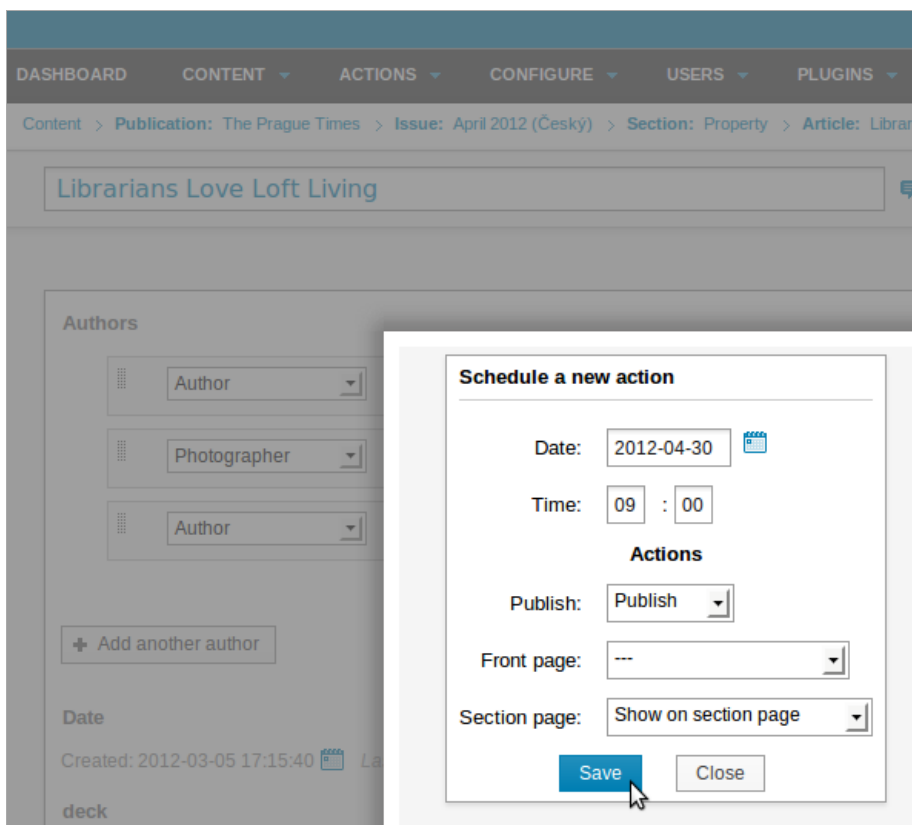 DASHBOARD CONTENT ACTIONS CONFIGURE USERS PLUGINS
Content > Publication: The Prague Times > Issue: April 2012 (Český) > Section: Property > Article: Librar
Librarians Love Loft Living
Authors
Author
Photographer
Author
+ Add another author
Date
Created: 2012-03-05 17:15:40 La
deck
Schedule a new action
Date: 2012-04-30
Time: 09 : 00
Actions
Publish: Publish
Front page: ---
Section page: Show on section page
Save Close